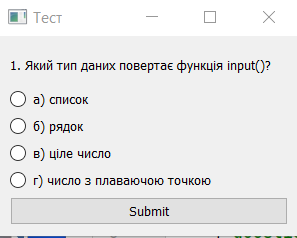 Тест
1. Який тип даних повертає функція input()?
а) список
б) рядок
в) ціле число
г) число з плаваючою точкою
Submit